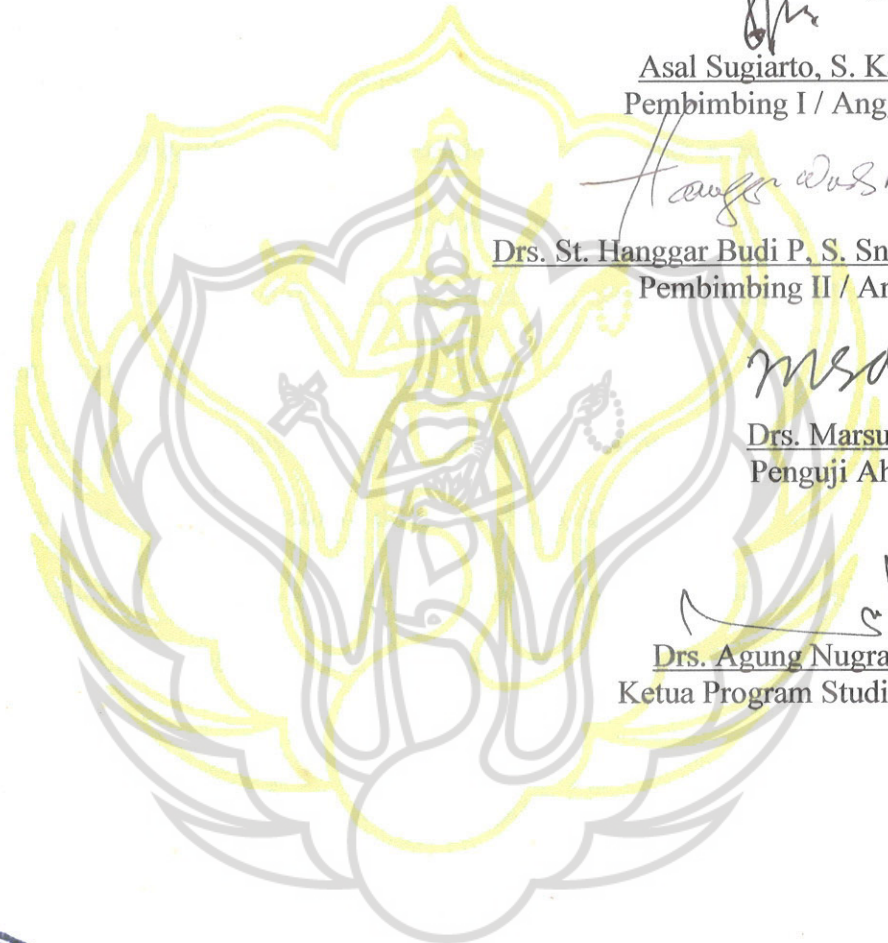 Asal Sugiarto, S. K
Pembimbing I / Ang
Drs. St. Hanggar Budi P, S. Sn
Pembimbing II / An
Drs. Marsu
Penguji Ah
Drs. Agung Nugra
Ketua Program Studi